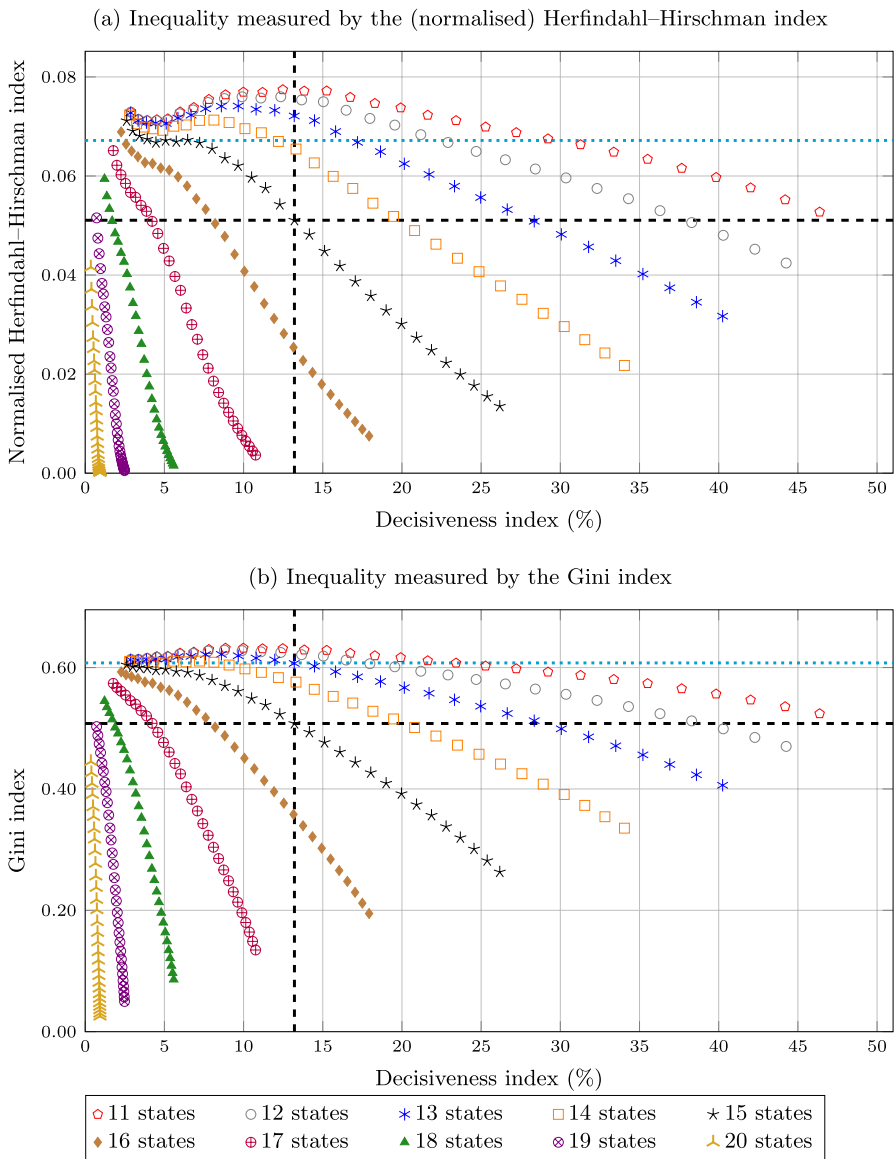 (a) Inequality measured by the (normalised) Herfindahl–Hirschman index
Normalised Herfindahl–Hirschman index
0.08
0.06
0.04
0.02
0.00
0 5 10 15 20 25 30 35 40 45 50
Decisiveness index (%)
(b) Inequality measured by the Gini index
Gini index
0.60
0.40
0.20
0.00
0 5 10 15 20 25 30 35 40 45 50
Decisiveness index (%)
11 states 12 states 13 states 14 states 15 states
16 states 17 states 18 states 19 states 20 states